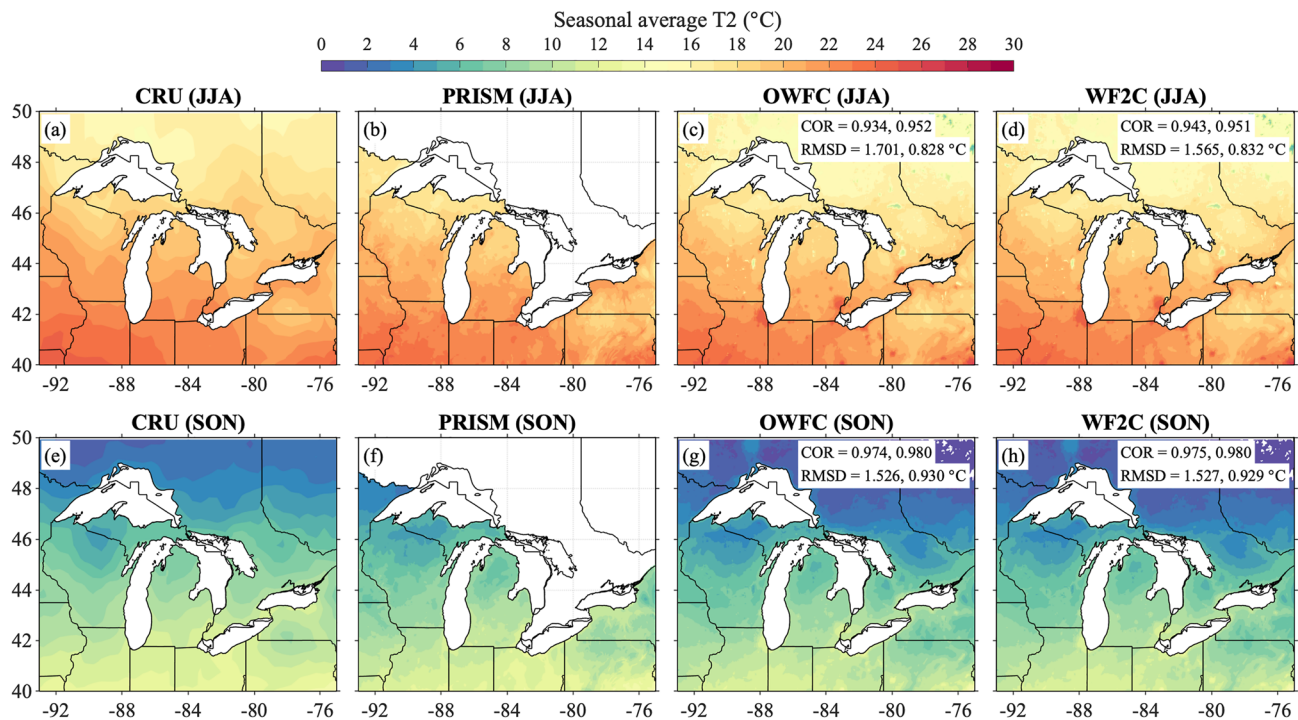 Seasonal average T2 (°C)
0 2 4 6 8 10 12 14 16 18 20 22 24 26 28 30
CRU (JJA) PRISM (JJA) OWFC (JJA) WF2C (JJA)
50
48
46
44
42
40
(a) (b) (c) (d)
COR = 0.934, 0.952
RMSD = 1.701, 0.828 °C
COR = 0.943, 0.951
RMSD = 1.565, 0.832 °C
-92 -88 -84 -80 -76 -92 -88 -84 -80 -76 -92 -88 -84 -80 -76 -92 -88 -84 -80 -76
CRU (SON) PRISM (SON) OWFC (SON) WF2C (SON)
50
48
46
44
42
40
(e) (f) (g) (h)
COR = 0.974, 0.980
RMSD = 1.526, 0.930 °C
COR = 0.975, 0.980
RMSD = 1.527, 0.929 °C
-92 -88 -84 -80 -76 -92 -88 -84 -80 -76 -92 -88 -84 -80 -76 -92 -88 -84 -80 -76